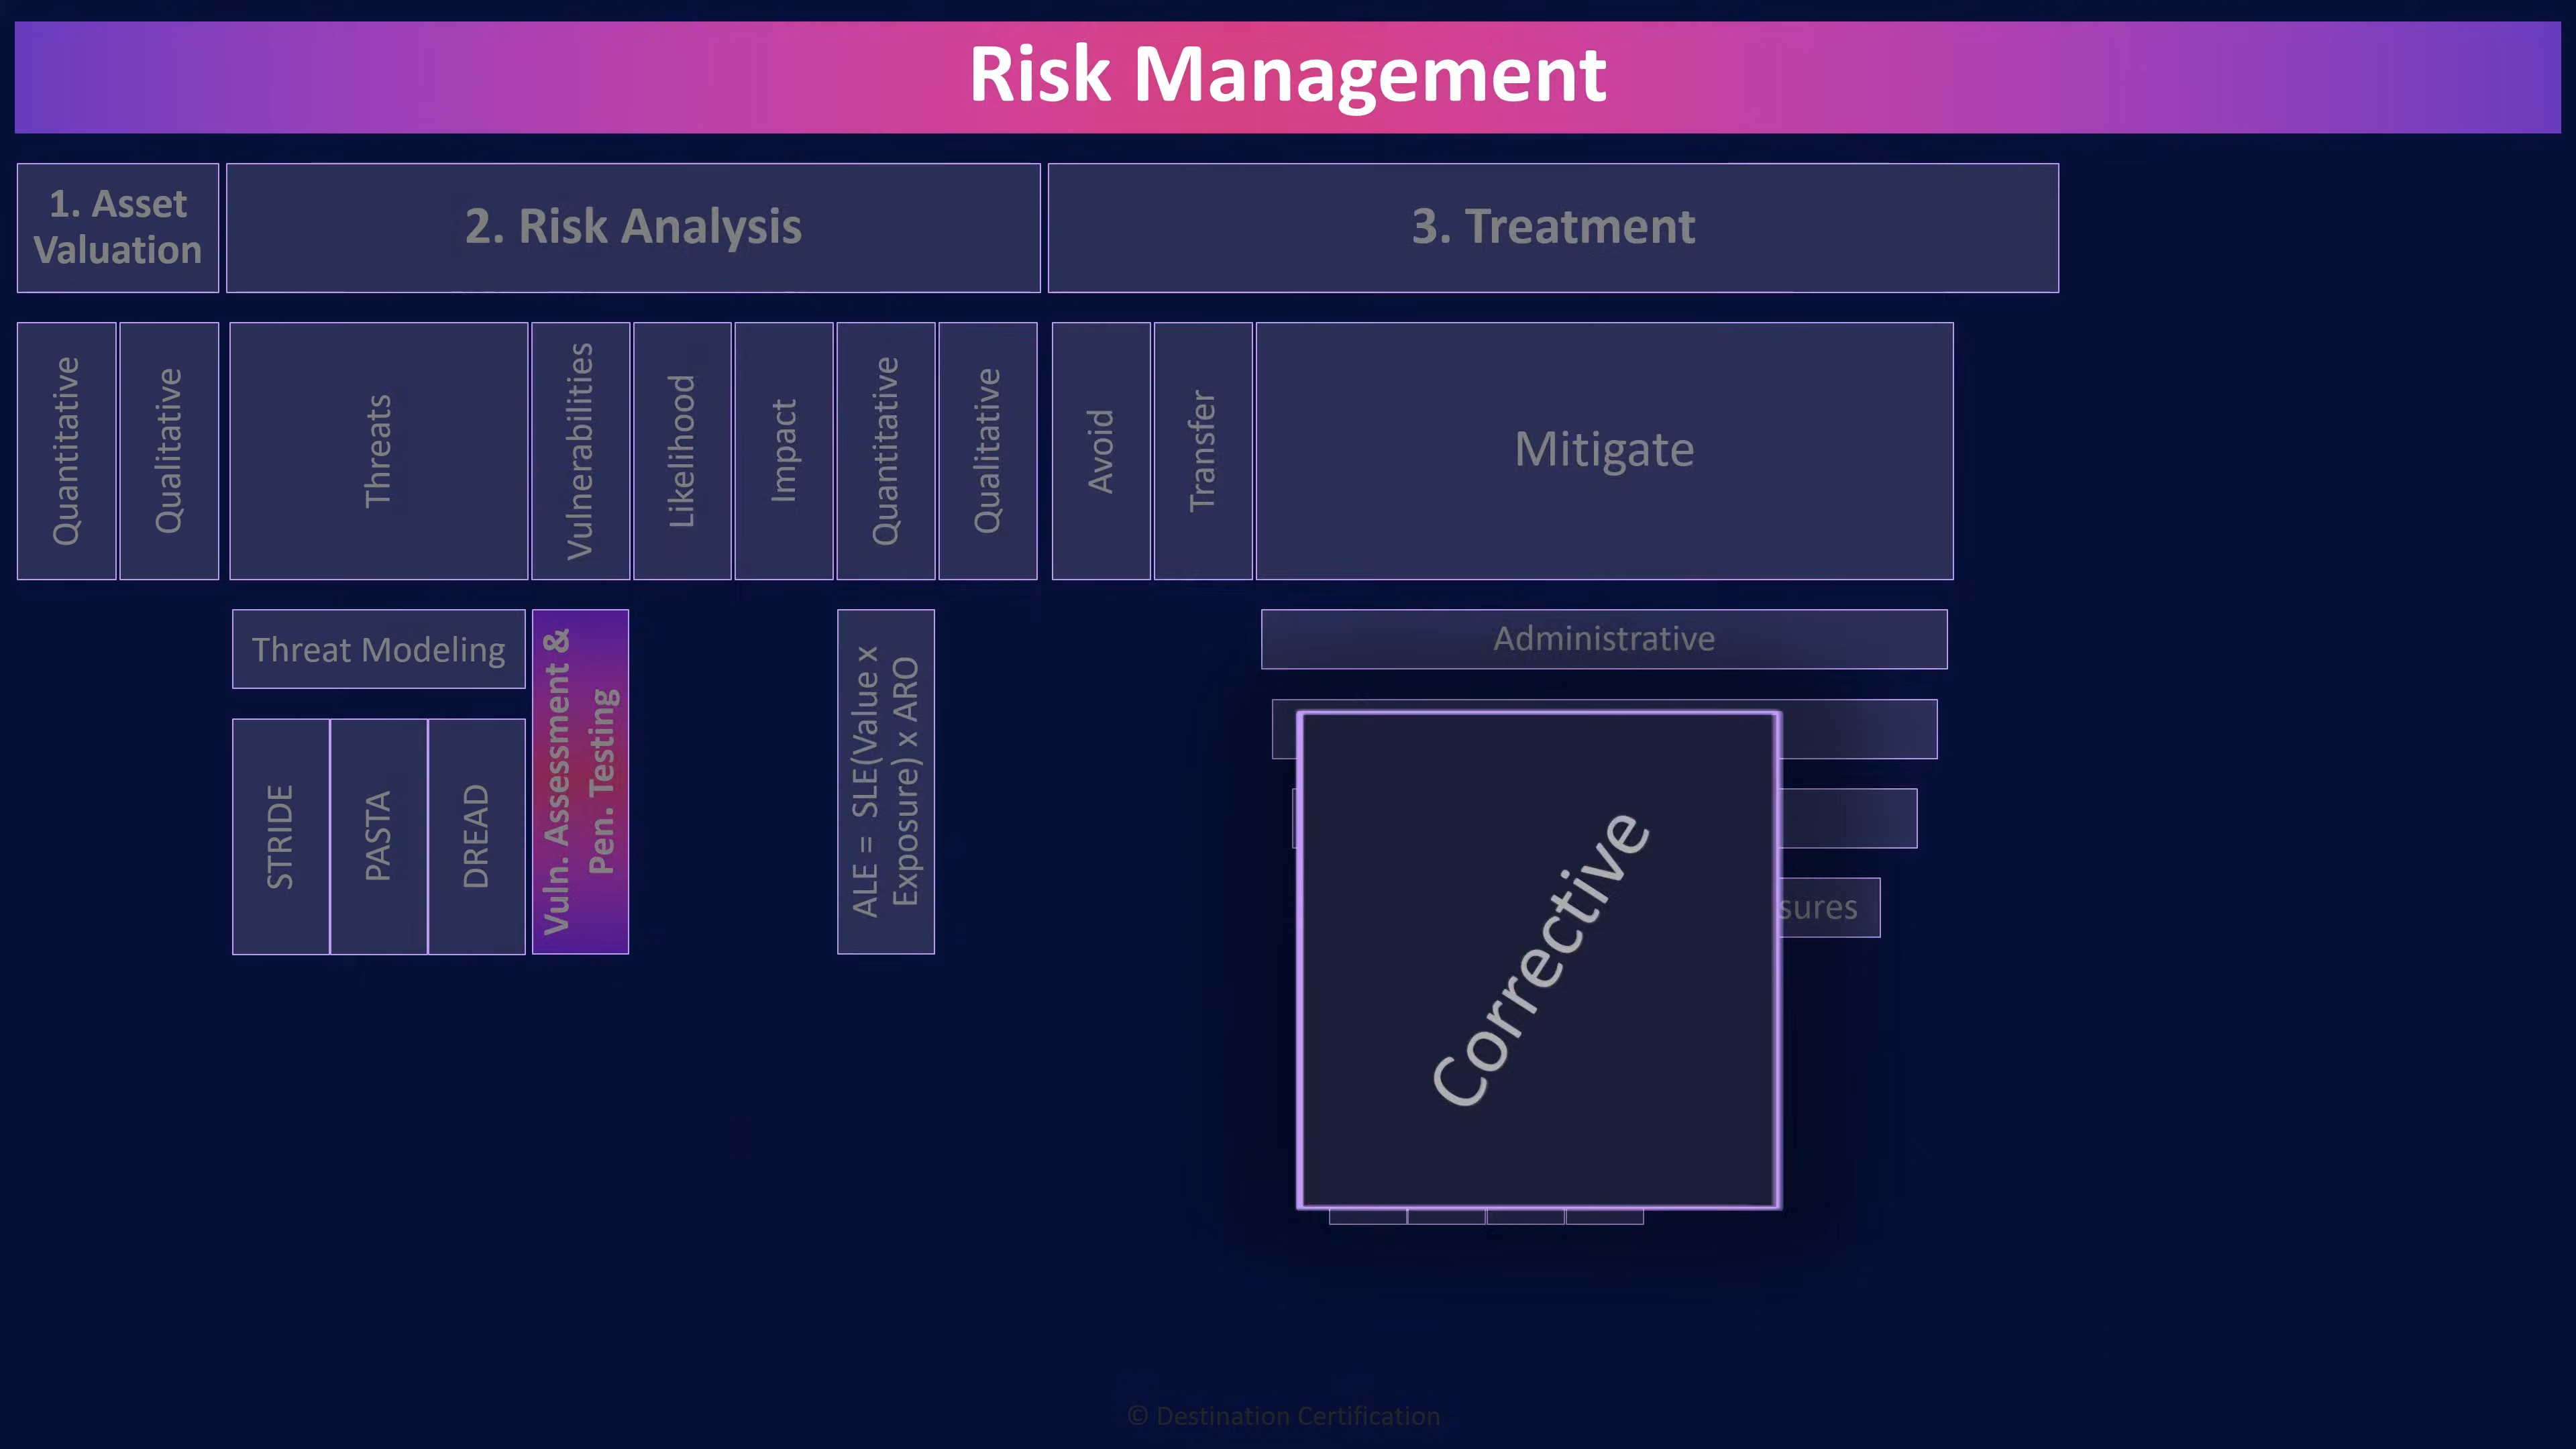 Risk Management
1. Asset
Valuation
2. Risk Analysis
3. Treatment
Quantitative
Qualitative
Threats
Vulnerabilities
Likelihood
Impact
Quantitative
Qualitative
Avoid
Transfer
Mitigate
Threat Modeling
STRIDE
PASTA
DREAD
Vuln. Assessment &
Pen. Testing
ALE = SLE(Value x
Exposure) x ARO
Administrative
sures
Corrective
© Destination Certification